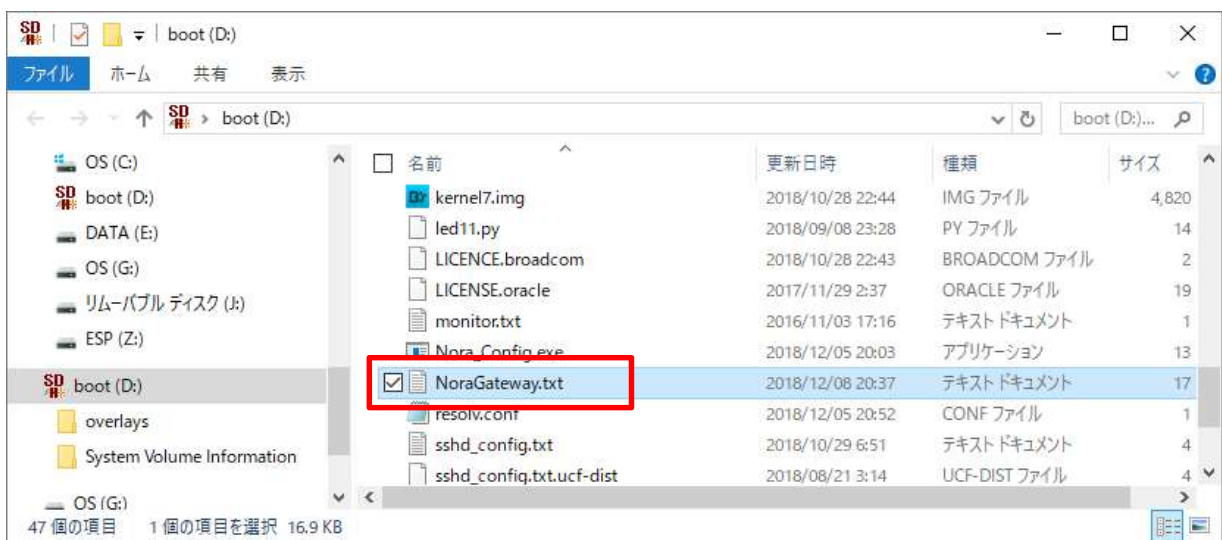 SD boot (D:)
ファイル ホーム 共有 表示
SD boot (D:) boot (D:)...
OS (C:)
SD boot (D:)
DATA (E:)
OS (G:)
リムーバブル ディスク (J:)
ESP (Z:)
SD boot (D:)
overlays
System Volume Information
OS (G:)
名前 更新日時 種類 サイズ
kernel7.img 2018/10/28 22:44 IMG ファイル 4,820
led11.py 2018/09/08 23:28 PY ファイル 14
LICENCE.broadcom 2018/10/28 22:43 BROADCOM ファイル 2
LICENSE.oracle 2017/11/29 2:37 ORACLE ファイル 19
monitor.txt 2016/11/03 17:16 テキスト ドキュメント 1
Nora_Config.exe 2018/12/05 20:03 アプリケーション 13
NoraGateway.txt 2018/12/08 20:37 テキスト ドキュメント 17
resolv.conf 2018/12/05 20:52 CONF ファイル 1
sshd_config.txt 2018/10/29 6:51 テキスト ドキュメント 4
sshd_config.txt.ucf-dist 2018/08/21 3:14 UCF-DIST ファイル 4
47 個の項目 1 個の項目を選択 16.9 KB